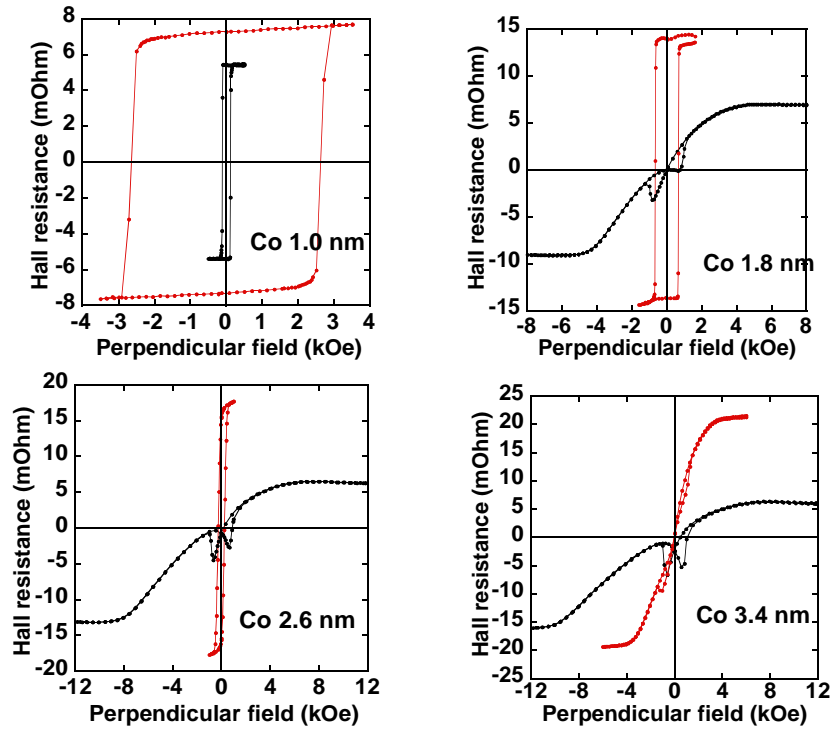 8
6
4
2
0
-2
-4
-6
-8
Hall resistance (mOhm)
Co 1.0 nm
-4 -3 -2 -1 0 1 2 3 4
Perpendicular field (kOe)
15
10
5
0
-5
-10
-15
Hall resistance (mOhm)
Co 1.8 nm
-8 -6 -4 -2 0 2 4 6 8
Perpendicular field (kOe)
20
15
10
5
0
-5
-10
-15
-20
Hall resistance (mOhm)
Co 2.6 nm
-12 -8 -4 0 4 8 12
Perpendicular field (kOe)
25
20
15
10
5
0
-5
-10
-15
-20
-25
Hall resistance (mOhm)
Co 3.4 nm
-12 -8 -4 0 4 8 12
Perpendicular field (kOe)